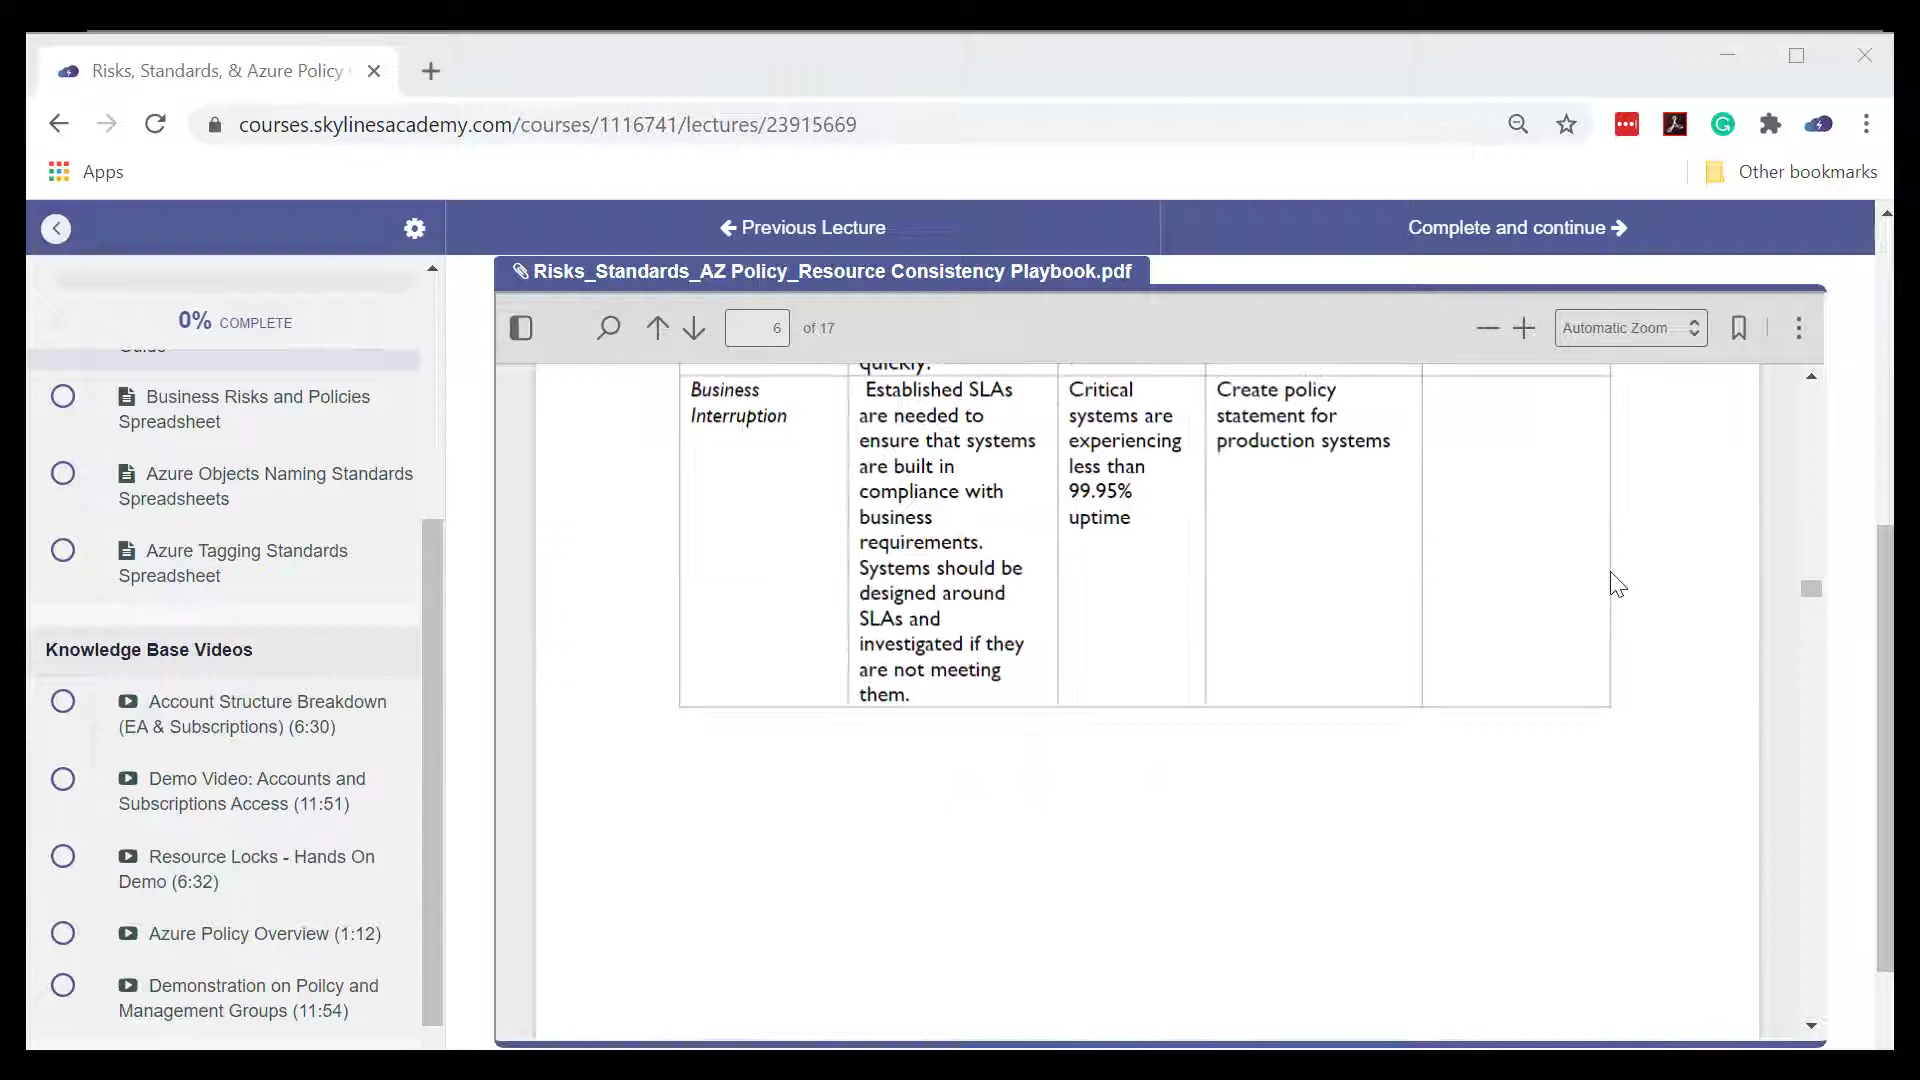 Risks, Standards, & Azure Policy
courses.skylinesacademy.com/courses/1116741/lectures/23915669
Apps
Other bookmarks
Previous Lecture
Complete and continue
0% COMPLETE
Guide
Business Risks and Policies
Spreadsheet
Azure Objects Naming Standards
Spreadsheets
Azure Tagging Standards
Spreadsheet
Knowledge Base Videos
Account Structure Breakdown
(EA & Subscriptions) (6:30)
Demo Video: Accounts and
Subscriptions Access (11:51)
Resource Locks - Hands On
Demo (6:32)
Azure Policy Overview (1:12)
Demonstration on Poilcy and
Management Groups (11:54)
Risks_Standards_AZ Policy_Resource Consistency Playbook.pdf
6 of 17
Automatic Zoom
quickly.
Business
Interruption
Established SLAs
are needed to
ensure that systems
are built in
compliance with
business
requirements.
Systems should be
designed around
SLAs and
investigated if they
are not meeting
them.
Critical
systems are
experiencing
less than
99.95%
uptime
Create policy
statement for
production systems